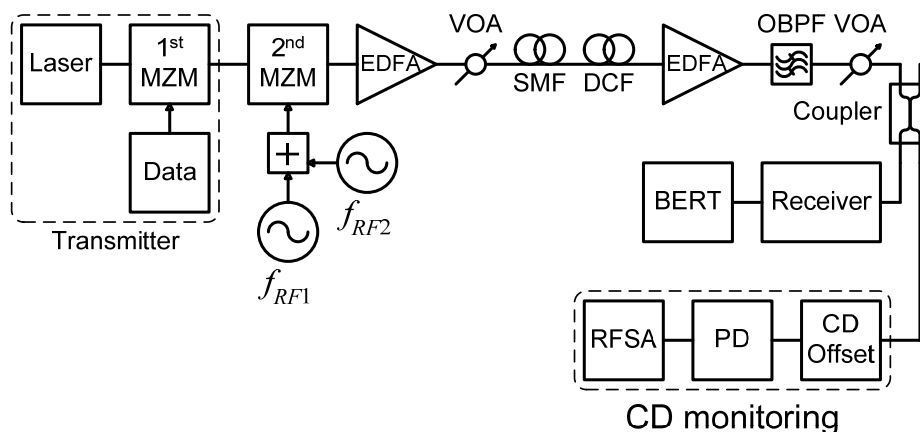 VOA
OBPF VOA
Laser
1st
MZM
2nd
MZM
EDFA
SMF
DCF
EDFA
Coupler
Data
+
Transmitter
fRF2
fRF1
BERT
Receiver
RFSA
PD
CD
Offset
CD monitoring